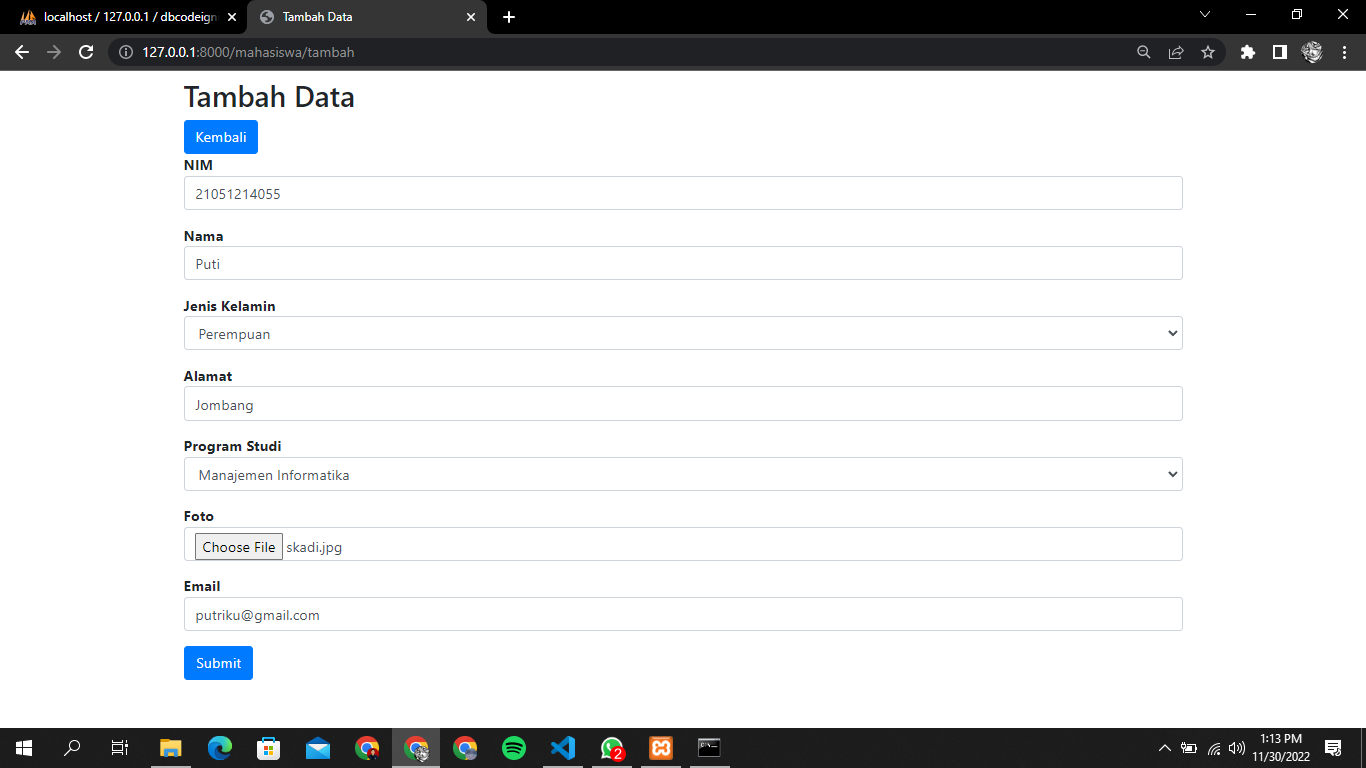 localhost / 127.0.0.1 / dbcodeign
Tambah Data
127.0.0.1:8000/mahasiswa/tambah
Tambah Data
Kembali
NIM
21051214055
Nama
Puti
Jenis Kelamin
Perempuan
Alamat
Jombang
Program Studi
Manajemen Informatika
Foto
Choose File skadi.jpg
Email
putriku@gmail.com
Submit
2
1:13 PM
11/30/2022